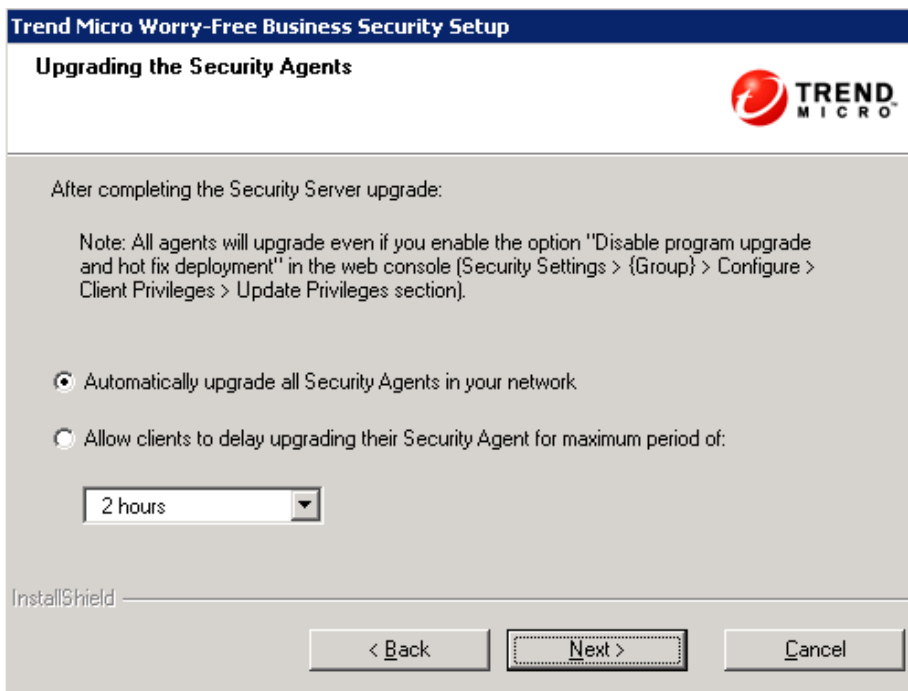 Trend Micro Worry-Free Business Security Setup
Upgrading the Security Agents
TREND
MICRO
After completing the Security Server upgrade:
Note: All agents will upgrade even if you enable the option "Disable program upgrade
and hot fix deployment" in the web console (Security Settings > {Group} > Configure >
Client Privileges > Update Privileges section).
Automatically upgrade all Security Agents in your network
Allow clients to delay upgrading their Security Agent for maximum period of:
2 hours
InstallShield
< Back
Next >
Cancel